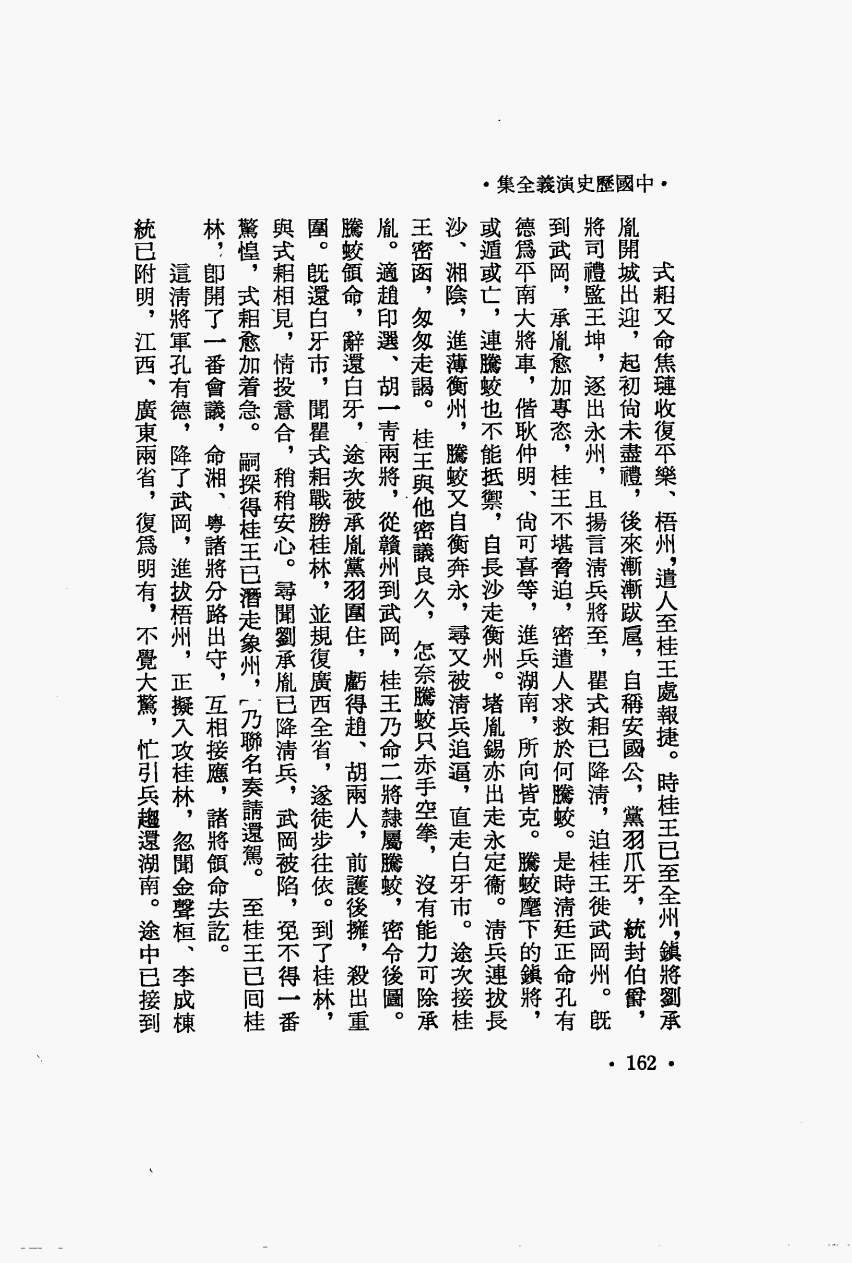 •中國歷史演義全集•
式耜又命焦璉收復平樂、梧州，遣人至桂王處報捷。時桂王已至全州，鎮將劉承
胤開城出迎，起初尙未盡禮，後來漸漸跋扈，自稱安國公，黨羽爪牙，統封伯爵，
將司禮監王坤，逐出永州，且揚言淸兵將至，瞿式耜已降淸，迫桂王徙武岡州。旣
到武岡，承胤愈加專恣，桂王不堪脅迫，密遣人求救於何騰蛟。是時淸廷正命孔有
德爲平南大將車，偕耿仲明、尙可喜等，進兵湖南，所向皆克。騰蛟麾下的鎮將，
或遁或亡，連騰蛟也不能抵禦，自長沙走衡州。堵胤錫亦出走永定衞。淸兵連拔長
沙、湘陰，進薄衡州，騰蛟又自衡奔永，尋又被淸兵追逼，直走白牙市。途次接桂
王密函，匆匆走謁。桂王與他密議良久，怎奈騰蛟只赤手空拳，沒有能力可除承
胤。適趙印選、胡一靑兩將，從贛州到武岡，桂王乃命二將隸屬騰蛟，密令後圖。
騰蛟領命，辭還白牙，途次被承胤黨羽圍住，虧得趙、胡兩人，前護後擁，殺出重
圍。旣還白牙市，聞瞿式耜戰勝桂林，並規復廣西全省，遂徒步往依。到了桂林，
與式耜相見，情投意合，稍稍安心。尋聞劉承胤已降淸兵，武岡被陷，免不得一番
驚惶，式耜愈加着急。嗣探得桂王已潛走象州，乃聯名奏請還駕。至桂王已回桂
林，卽開了一番會議，命湘、粵諸將分路出守，互相接應，諸將領命去訖。
這淸將軍孔有德，降了武岡，進拔梧州，正擬入攻桂林，忽聞金聲桓、李成棟
統已附明，江西、廣東兩省，復爲明有，不覺大驚，忙引兵趨還湖南。途中已接到
•162•